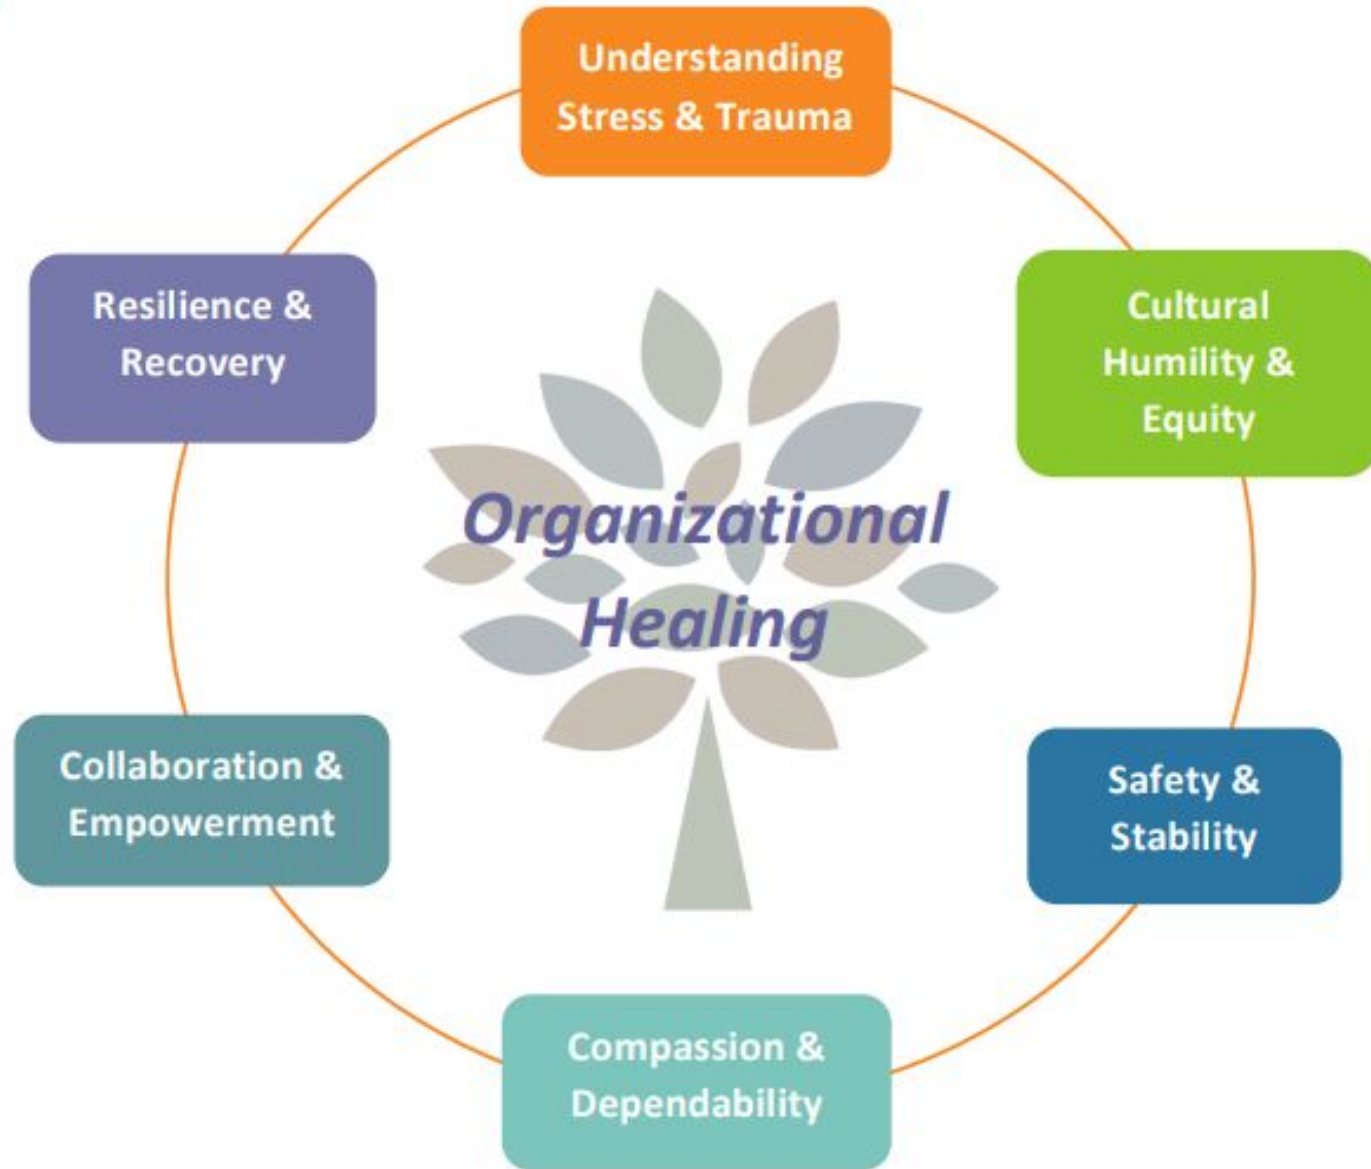 Understanding
Stress & Trauma
Cultural
Humility &
Equity
Safety &
Stability
Compassion &
Dependability
Collaboration &
Empowerment
Resilience &
Recovery
Organizational
Healing